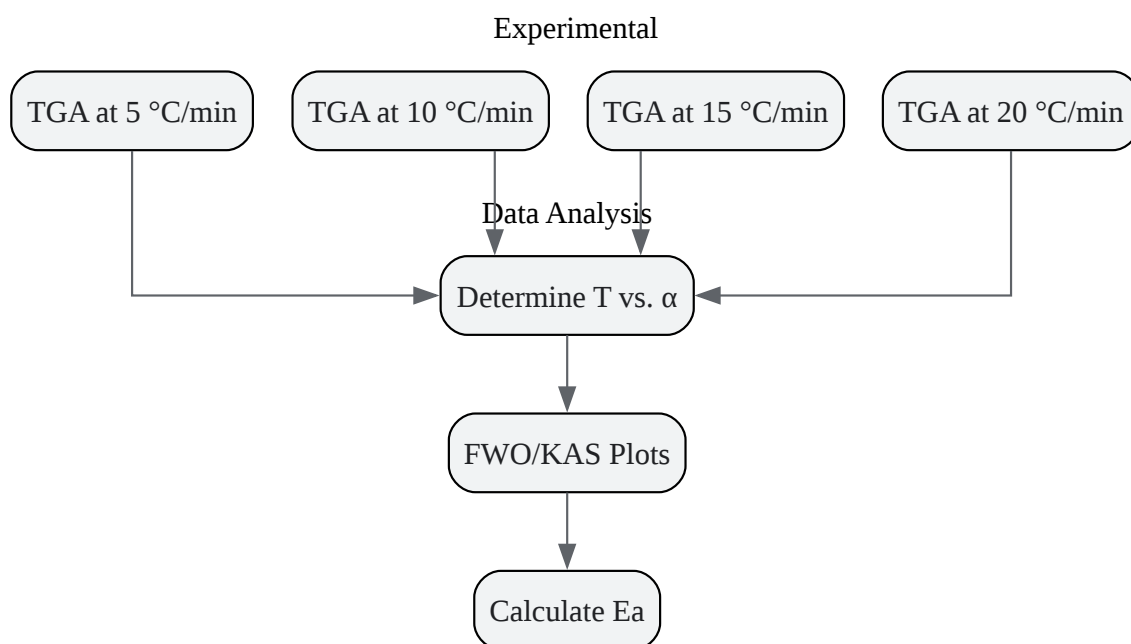 Experimental
TGA at 5 °C/min
TGA at 10 °C/min
TGA at 15 °C/min
TGA at 20 °C/min
Data Analysis
Determine T vs. α
FWO/KAS Plots
Calculate Ea